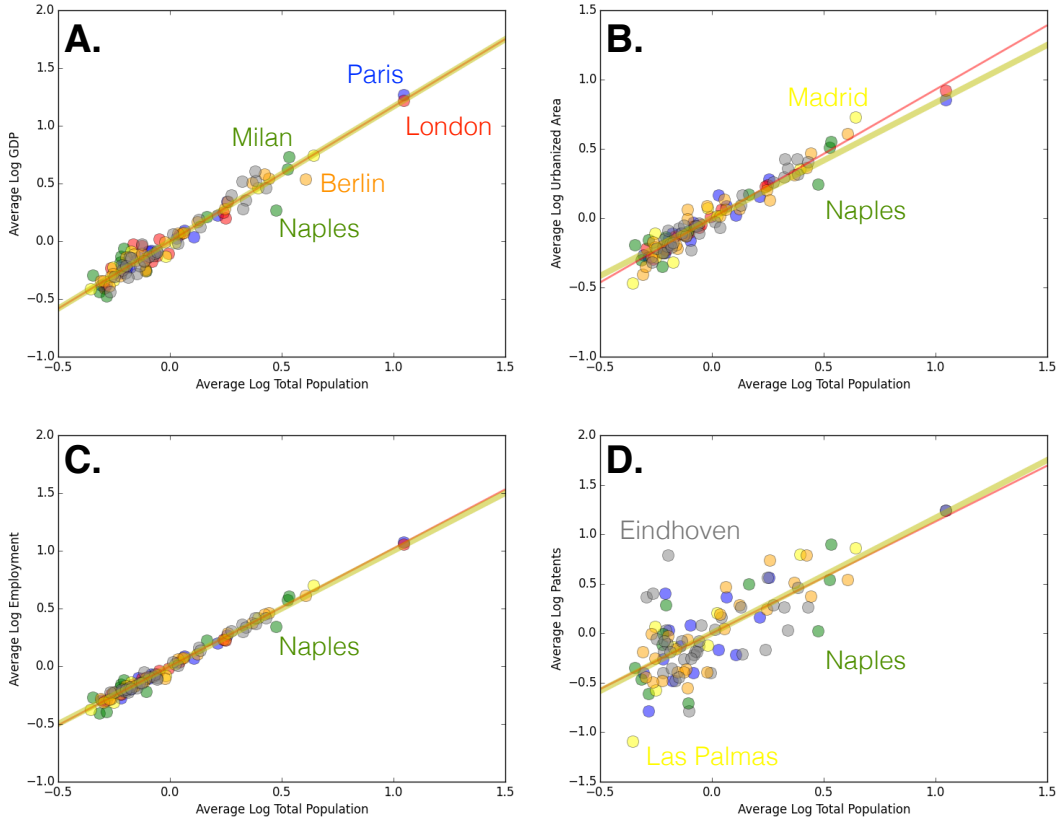 A.
2.0
1.5
1.0
0.5
0.0
−0.5
−1.0
Average Log GDP
Paris
London
Milan
Berlin
Naples
−0.5
0.0
0.5
1.0
1.5
Average Log Total Population
B.
1.5
1.0
0.5
0.0
−0.5
−1.0
Average Log Urbanized Area
Madrid
Naples
−0.5
0.0
0.5
1.0
1.5
Average Log Total Population
C.
2.0
1.5
1.0
0.5
0.0
−0.5
−1.0
Average Log Employment
Naples
−0.5
0.0
0.5
1.0
1.5
Average Log Total Population
D.
2.0
1.5
1.0
0.5
0.0
−0.5
−1.0
−1.5
Average Log Patents
Eindhoven
Naples
Las Palmas
−0.5
0.0
0.5
1.0
1.5
Average Log Total Population